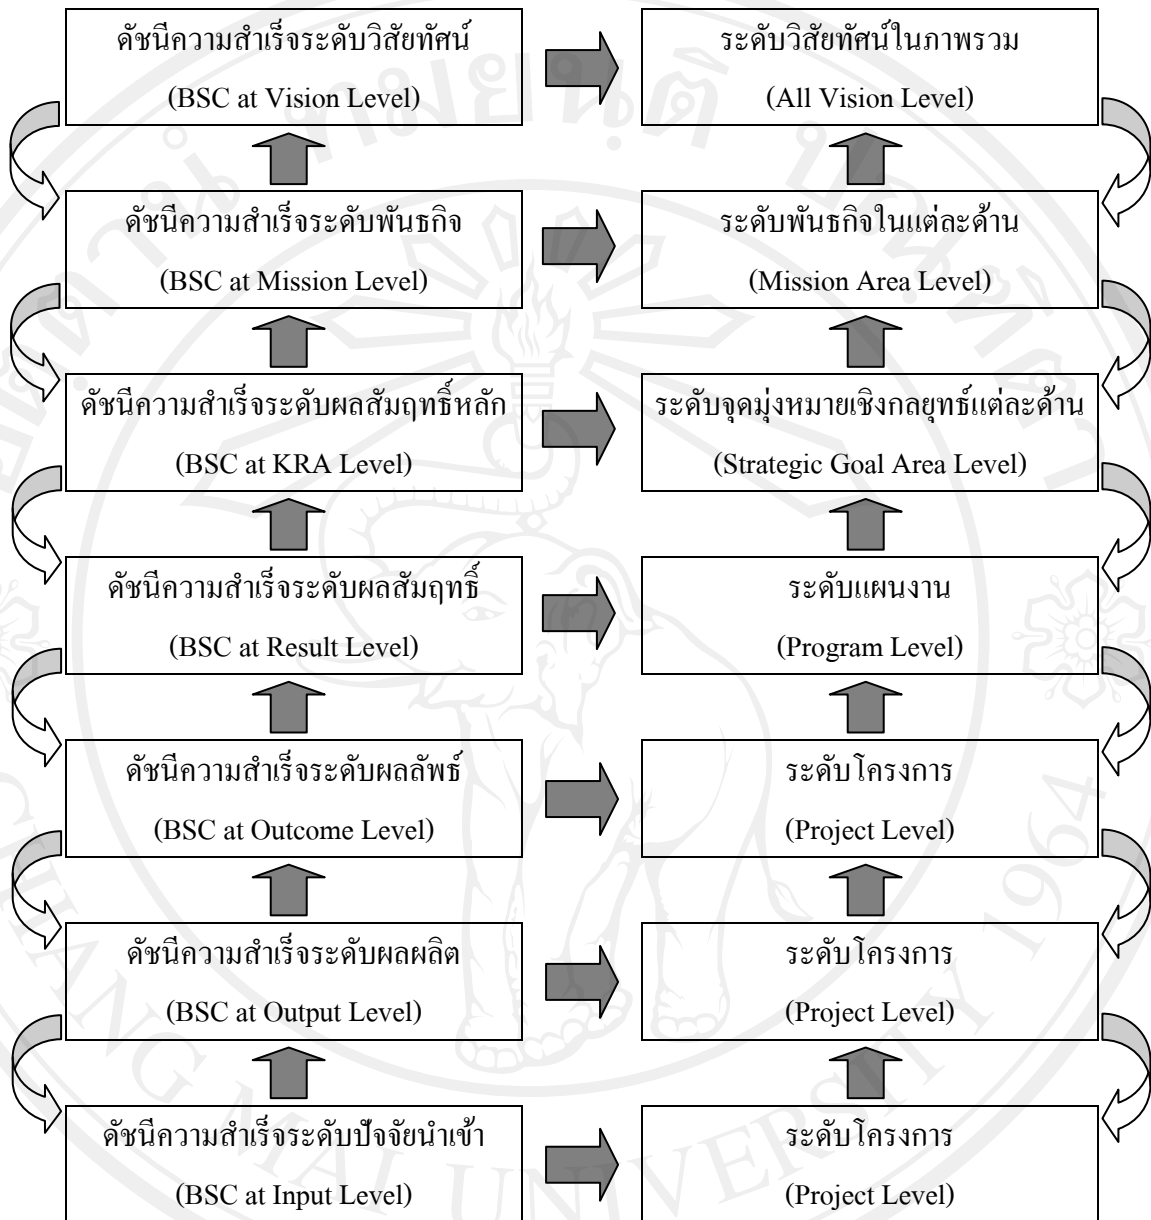 ดัชนีความสำเร็จระดับวิสัยทัศน์
(BSC at Vision Level)
ระดับวิสัยทัศน์ในภาพรวม
(All Vision Level)
ดัชนีความสำเร็จระดับพันธกิจ
(BSC at Mission Level)
ระดับพันธกิจในแต่ละด้าน
(Mission Area Level)
ดัชนีความสำเร็จระดับผลสัมฤทธิ์หลัก
(BSC at KRA Level)
ระดับจุดมุ่งหมายเชิงกลยุทธ์แต่ละด้าน
(Strategic Goal Area Level)
ดัชนีความสำเร็จระดับผลสัมฤทธิ์
(BSC at Result Level)
ระดับแผนงาน
(Program Level)
ดัชนีความสำเร็จระดับผลลัพธ์
(BSC at Outcome Level)
ระดับโครงการ
(Project Level)
ดัชนีความสำเร็จระดับผลผลิต
(BSC at Output Level)
ระดับโครงการ
(Project Level)
ดัชนีความสำเร็จระดับปัจจัยนำเข้า
(BSC at Input Level)
ระดับโครงการ
(Project Level)
CHIANG MAI UNIVERSITY 1964